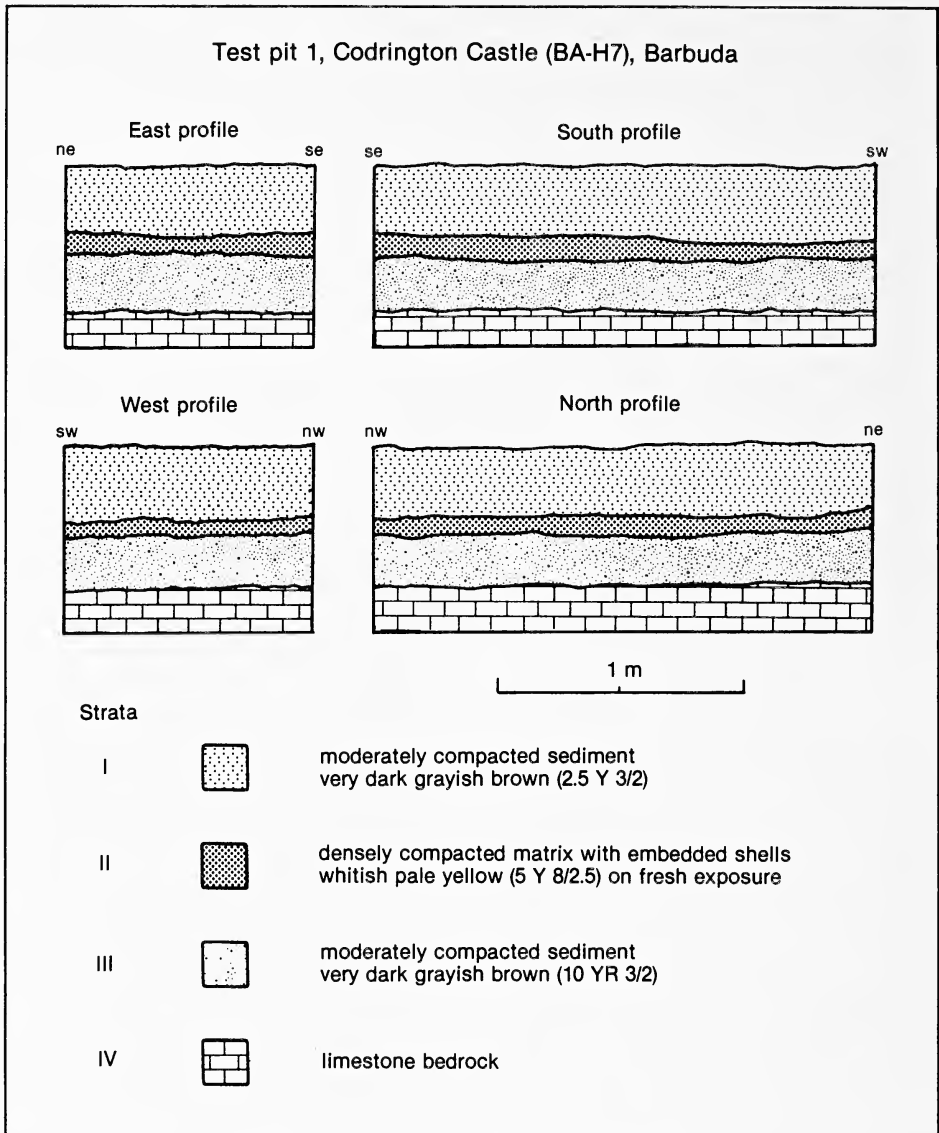 Test pit 1, Codrington Castle (BA-H7), Barbuda
East profile
ne se
South profile
se sw
West profile
sw nw
North profile
nw ne
1 m
Strata
I
moderately compacted sediment
very dark grayish brown (2.5 Y 3/2)
II
densely compacted matrix with embedded shells
whitish pale yellow (5 Y 8/2.5) on fresh exposure
III
moderately compacted sediment
very dark grayish brown (10 YR 3/2)
IV
limestone bedrock